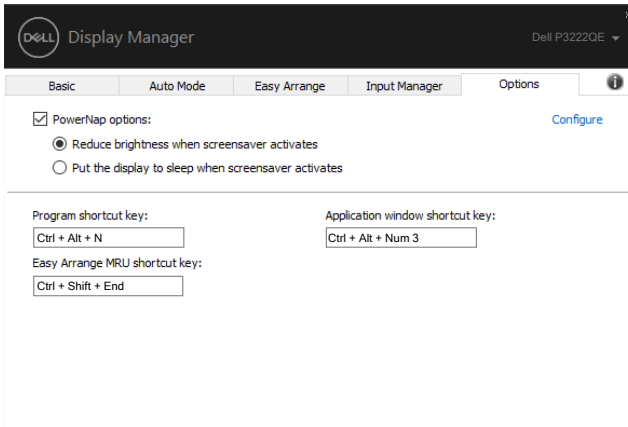 DELL Display Manager
Dell P3222QE
Basic Auto Mode Easy Arrange Input Manager Options
PowerNap options: Configure
Reduce brightness when screensaver activates
Put the display to sleep when screensaver activates
Program shortcut key: Application window shortcut key:
Ctrl + Alt + N Ctrl + Alt + Num 3
Easy Arrange MRU shortcut key:
Ctrl + Shift + End